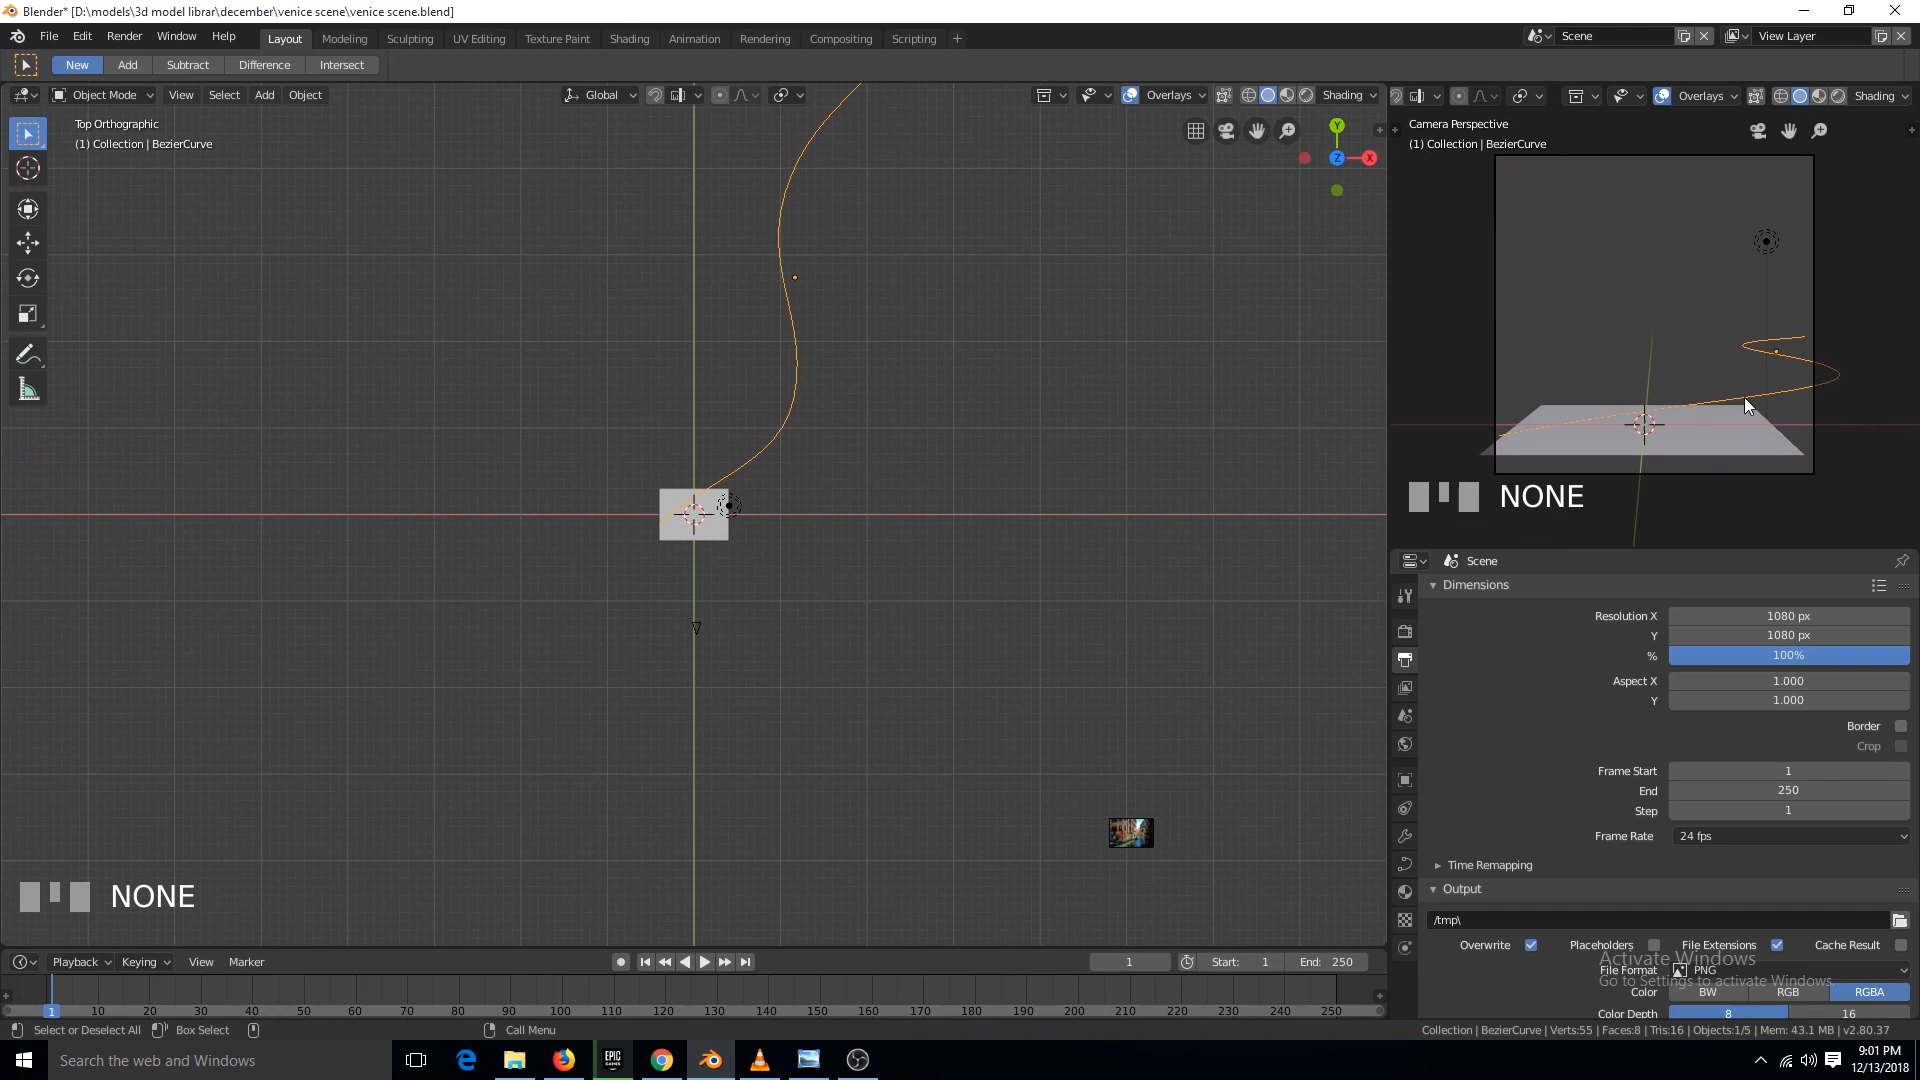 Blender* [D:\models\3d model librar\december\venice scene\venice scene.blend]
File Edit Render Window Help Layout Modeling Sculpting UV Editing Texture Paint Shading Animation Rendering Compositing Scripting + Scene View Layer
New Add Subtract Difference Intersect
Object Mode View Select Add Object Global Overlays Shading Overlays Shading
Top Orthographic
(1) Collection | BezierCurve
Y
Z
X
Camera Perspective
(1) Collection | BezierCurve
NONE
NONE
Scene
Dimensions
Resolution X 1080 px
Y 1080 px
% 100%
Aspect X 1.000
Y 1.000
Border
Crop
Frame Start 1
End 250
Step 1
Frame Rate 24 fps
Time Remapping
Output
/tmp\
Overwrite Placeholders File Extensions Cache Result
Activate Windows
File Format PNG
Go to Settings to activate Windows.
Color BW RGB RGBA
Color Depth 8 16
Playback Keying View Marker 1 Start: 1 End: 250
1 10 20 30 40 50 60 70 80 90 100 110 120 130 140 150 160 170 180 190 200 210 220 230 240 250
Select or Deselect All Box Select Call Menu
Collection | BezierCurve | Verts:55 | Faces:8 | Tris:16 | Objects:1/5 | Mem: 43.1 MB | v2.80.37
Search the web and Windows
EPIC GAMES
9:01 PM
12/13/2018